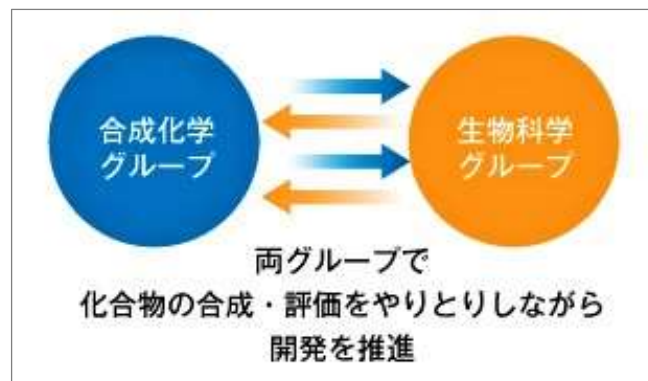 合成化学
グループ
生物科学
グループ
両グループで
化合物の合成・評価をやりとりしながら
開発を推進